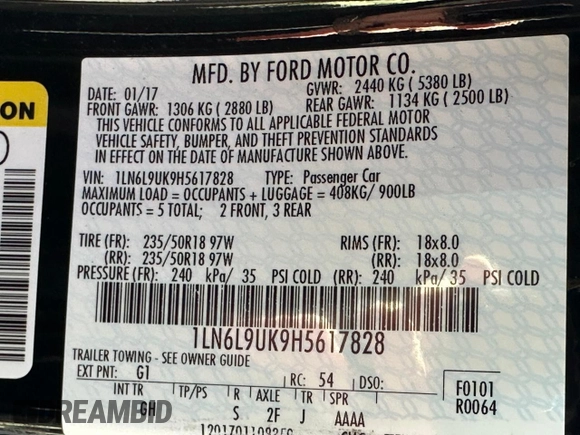 MFD. BY FORD MOTOR CO.
DATE: 01/17 GVWR: 2440 KG ( 5380 LB)
FRONT GAWR: 1306 KG ( 2880 LB) REAR GAWR: 1134 KG ( 2500 LB)
THIS VEHICLE CONFORMS TO ALL APPLICABLE FEDERAL MOTOR
VEHICLE SAFETY, BUMPER, AND THEFT PREVENTION STANDARDS
IN EFFECT ON THE DATE OF MANUFACTURE SHOWN ABOVE.
VIN: 1LN6L9UK9H5617828 TYPE: Passenger Car
MAXIMUM LOAD = OCCUPANTS + LUGGAGE = 408KG/ 900LB
OCCUPANTS = 5 TOTAL; 2 FRONT, 3 REAR
TIRE (FR): 235/50R18 97W RIMS (FR): 18x8.0
(RR): 235/50R18 97W (RR): 18x8.0
PRESSURE (FR): 240 kPa/ 35 PSI COLD (RR): 240 kPa/ 35 PSI COLD
1LN6L9UK9H5617828
TRAILER TOWING - SEE OWNER GUIDE
EXT PNT: G1 RC: 54 DSO:
F0101
R0064
INT TR TP/PS R AXLE TR SPR
GH S 2F J AAAA
DREAMBID